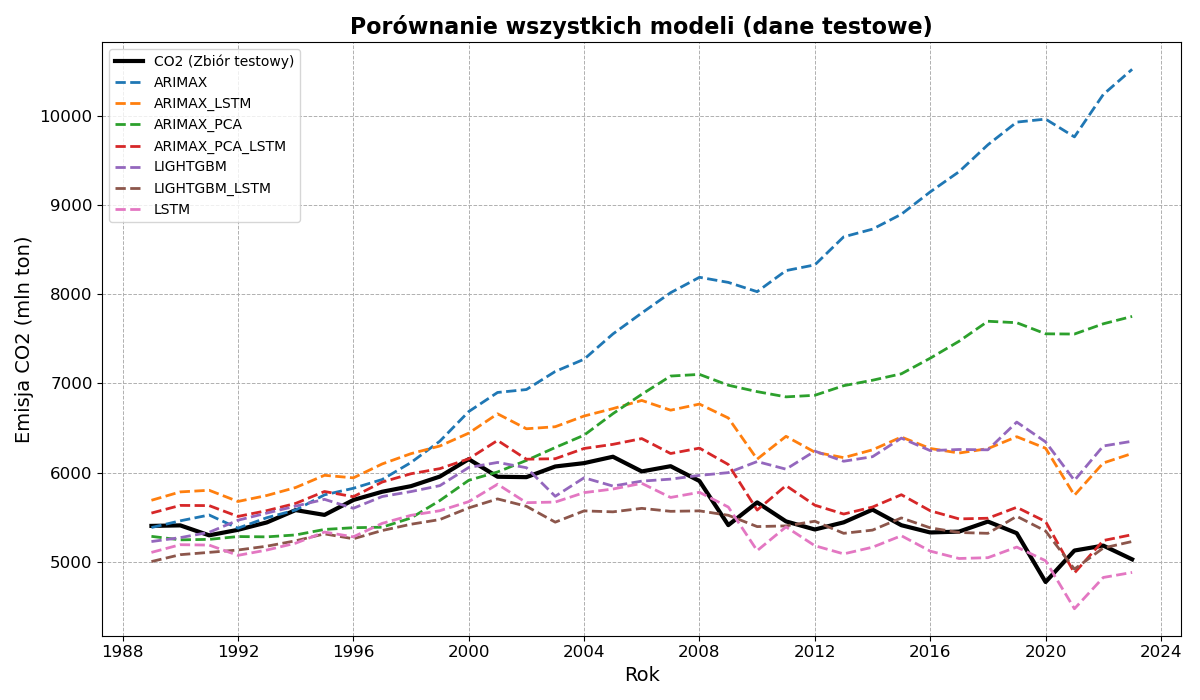 Porównanie wszystkich modeli (dane testowe)
CO2 (Zbiór testowy)
ARIMAX
ARIMAX_LSTM
ARIMAX_PCA
ARIMAX_PCA_LSTM
LIGHTGBM
LIGHTGBM_LSTM
LSTM
Emisja CO2 (mln ton)
10000
9000
8000
7000
6000
5000
1988 1992 1996 2000 2004 2008 2012 2016 2020 2024
Rok